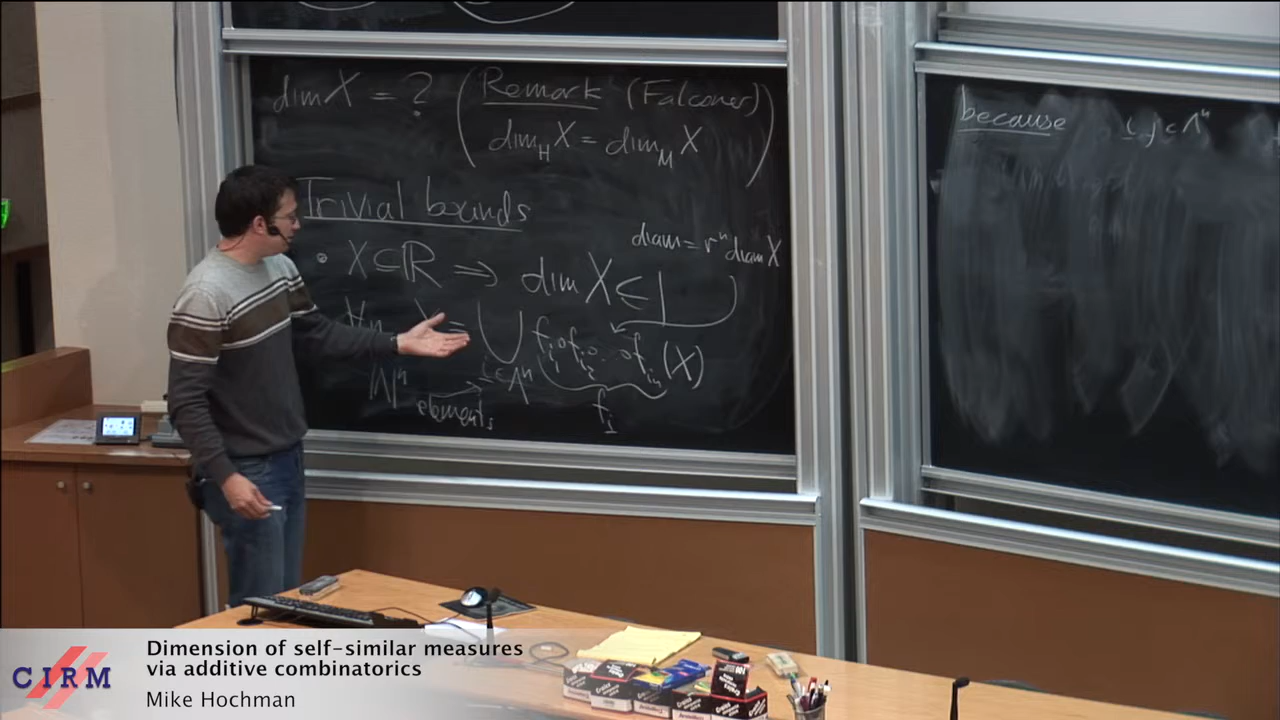 dim X = ? ( Remark (Falconer)
dim_H X = dim_M X )
Trivial bounds
• X ⊆ ℝ ⇒ dim X ≤ 1
diam = r^n diam X
∀n X = ⋃_{i∈Λ^n} f_{i_1} ∘ f_{i_2} ∘ ... ∘ f_{i_n} (X)
|Λ|^n elements
f_i
because i, j ∈ Λ^n
CIRM
Dimension of self-similar measures
via additive combinatorics
Mike Hochman